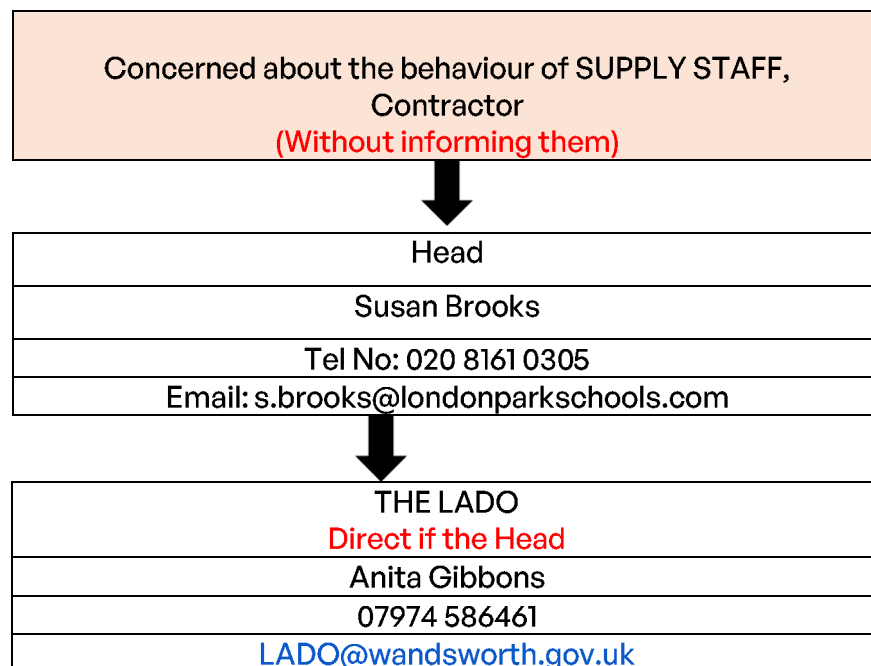 Concerned about the behaviour of SUPPLY STAFF,
Contractor
(Without informing them)
Head
Susan Brooks
Tel No: 020 8161 0305
Email: s.brooks@londonparkschools.com
THE LADO
Direct if the Head
Anita Gibbons
07974 586461
LADO@wandsworth.gov.uk